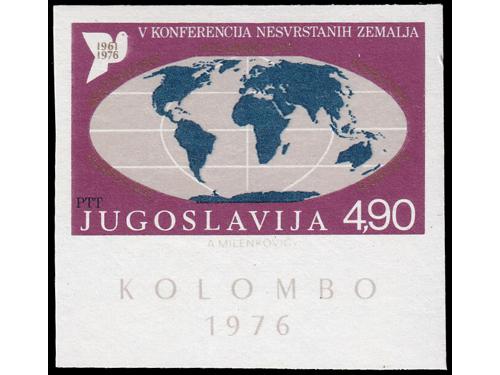 V KONFERENCIJA NESVRSTANIH ZEMALJA
1961
1976
PTT
JUGOSLAVIJA 4,90
A. MILENKOVIĆ
KOLOMBO
1976